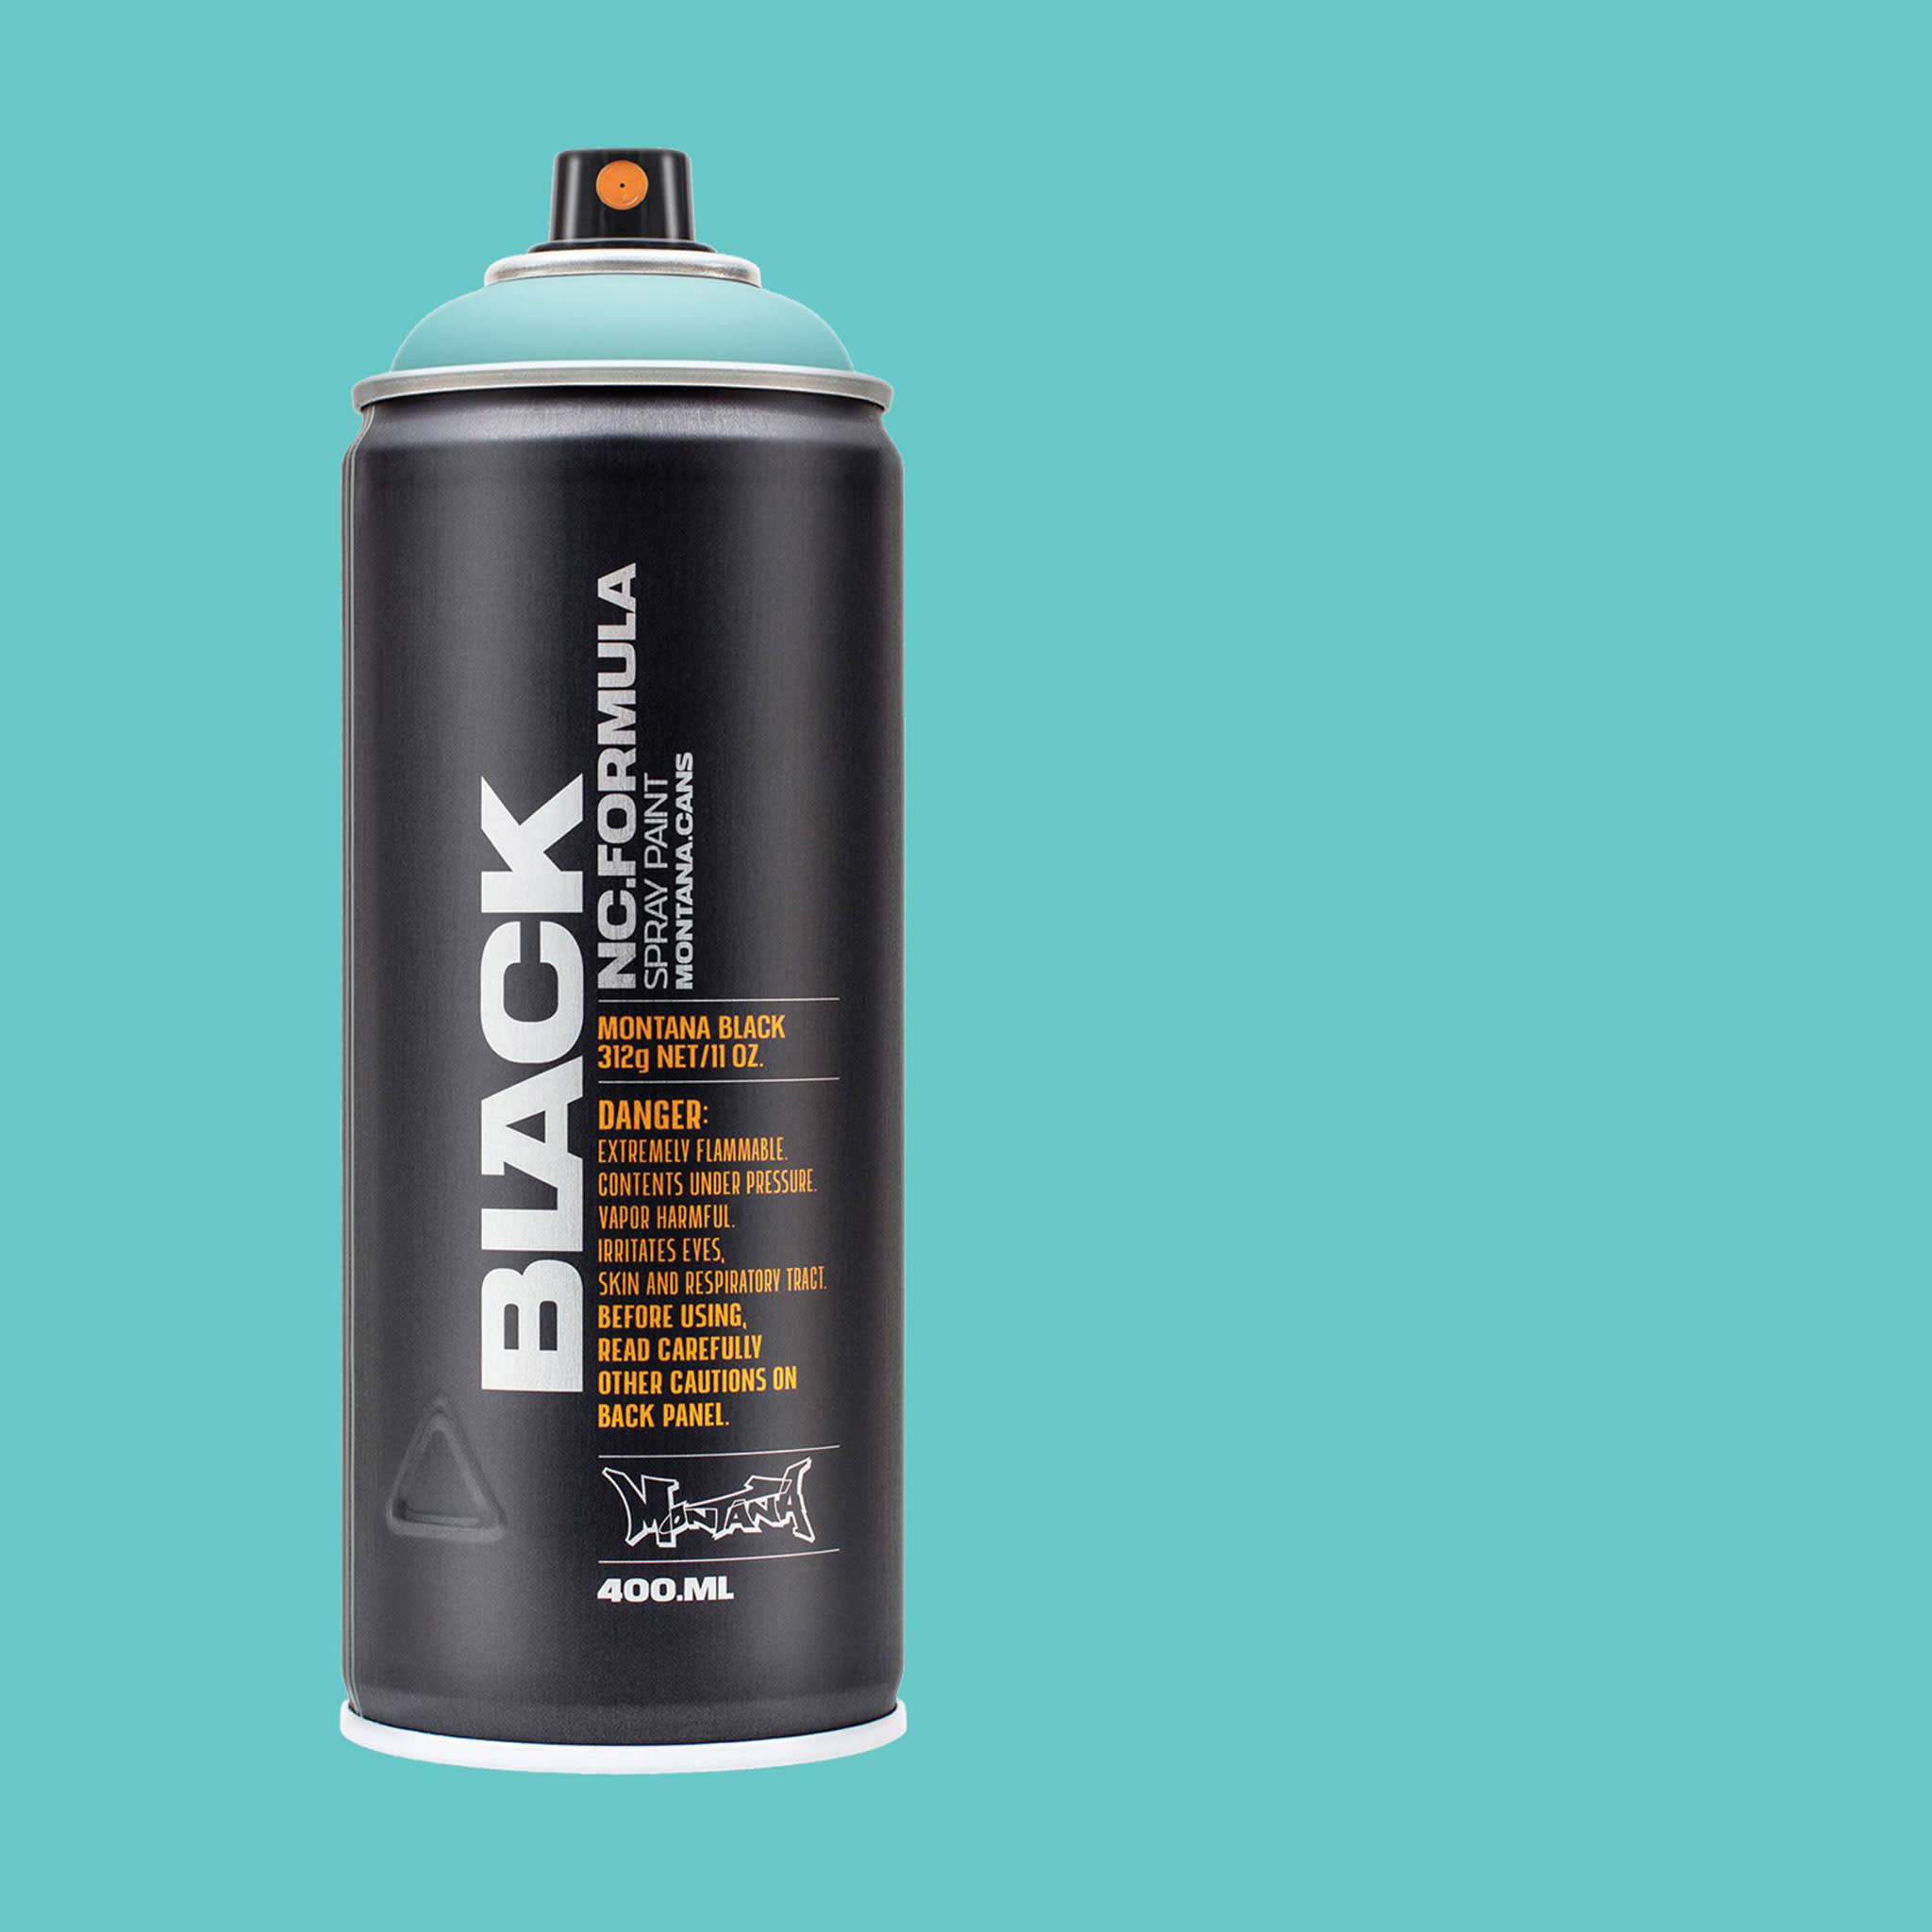 BLACK
NC.FORMULA
SPRAY PAINT
MONTANA.CANS
MONTANA BLACK
312g NET/11 OZ.
DANGER:
EXTREMELY FLAMMABLE.
CONTENTS UNDER PRESSURE.
VAPOR HARMFUL.
IRRITATES EYES,
SKIN AND RESPIRATORY TRACT.
BEFORE USING,
READ CAREFULLY
OTHER CAUTIONS ON
BACK PANEL.
MONTANA
400.ML